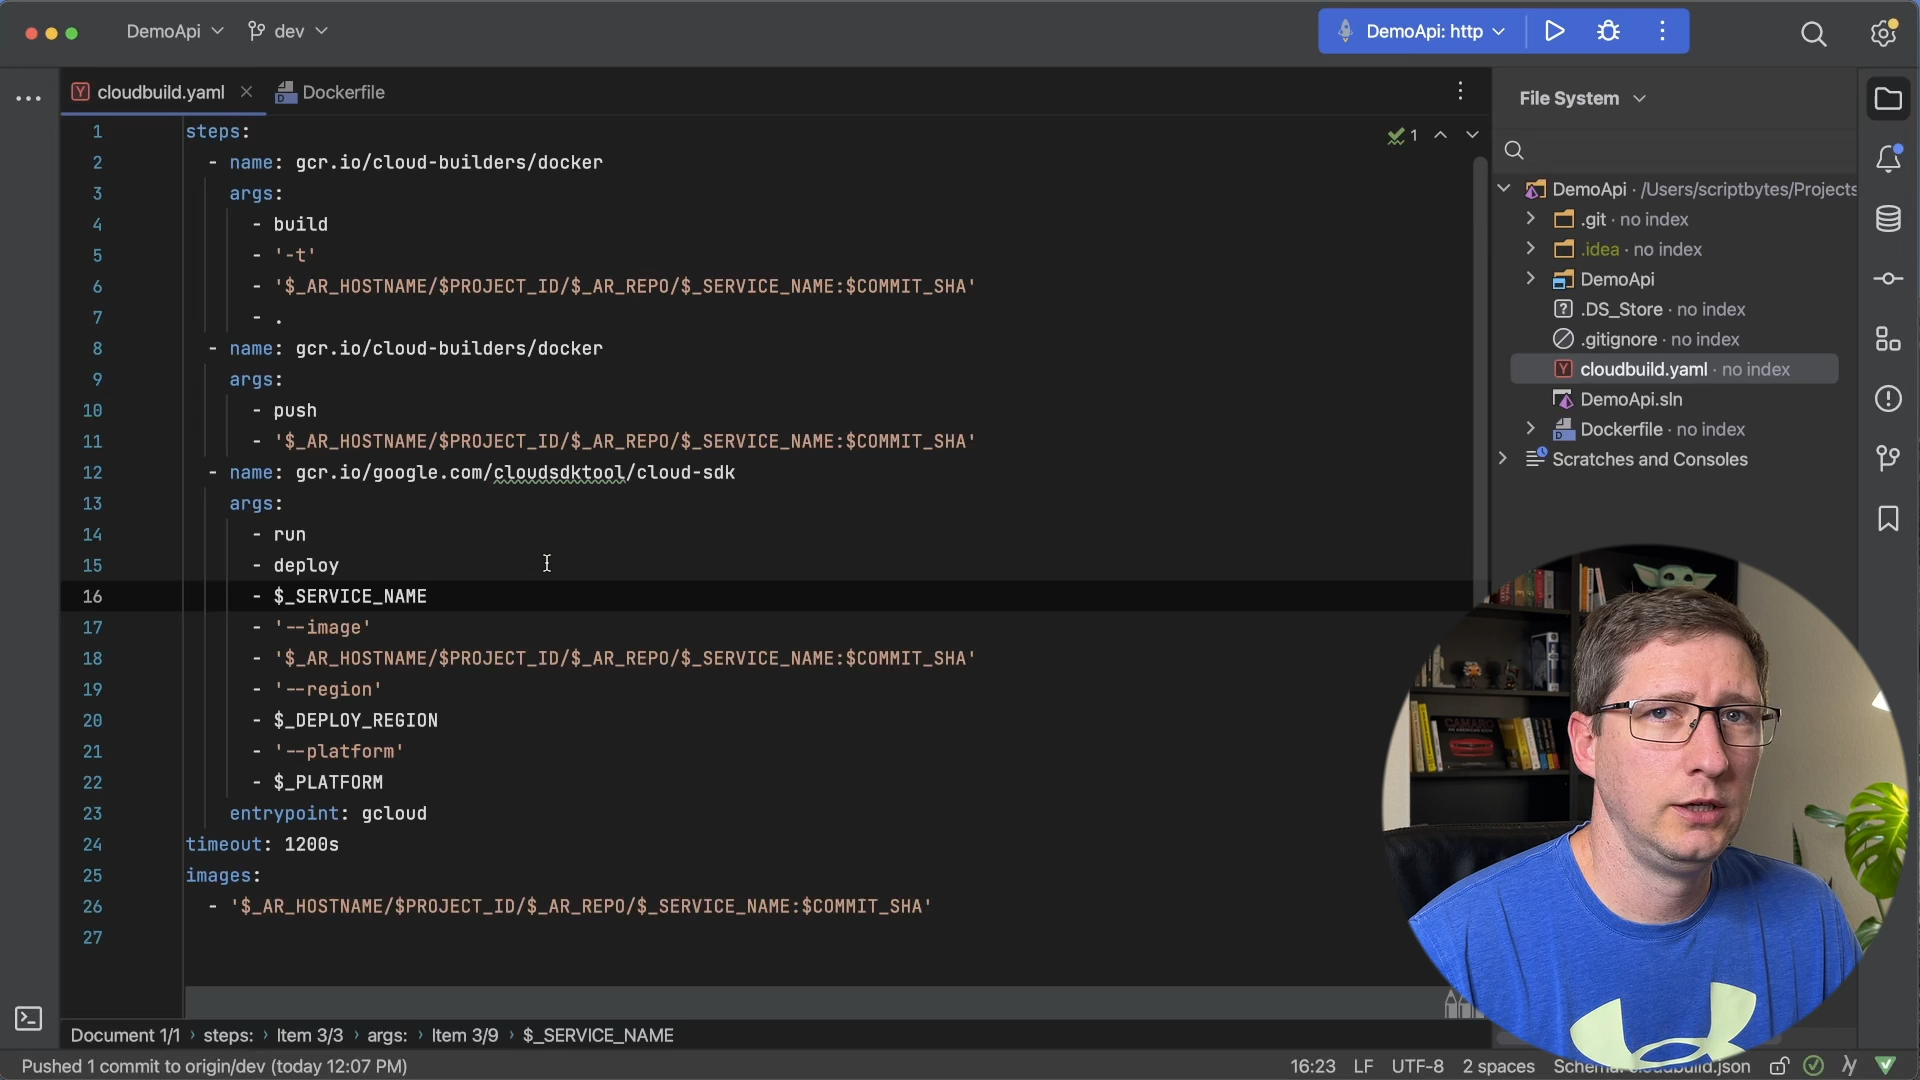 DemoApi
dev
DemoApi: http
cloudbuild.yaml
Dockerfile
1 steps:
2 - name: gcr.io/cloud-builders/docker
3 args:
4 - build
5 - '-t'
6 - '$_AR_HOSTNAME/$PROJECT_ID/$_AR_REPO/$_SERVICE_NAME:$COMMIT_SHA'
7 - .
8 - name: gcr.io/cloud-builders/docker
9 args:
10 - push
11 - '$_AR_HOSTNAME/$PROJECT_ID/$_AR_REPO/$_SERVICE_NAME:$COMMIT_SHA'
12 - name: gcr.io/google.com/cloudsdktool/cloud-sdk
13 args:
14 - run
15 - deploy
16 - $_SERVICE_NAME
17 - '--image'
18 - '$_AR_HOSTNAME/$PROJECT_ID/$_AR_REPO/$_SERVICE_NAME:$COMMIT_SHA'
19 - '--region'
20 - $_DEPLOY_REGION
21 - '--platform'
22 - $_PLATFORM
23 entrypoint: gcloud
24 timeout: 1200s
25 images:
26 - '$_AR_HOSTNAME/$PROJECT_ID/$_AR_REPO/$_SERVICE_NAME:$COMMIT_SHA'
27
1
File System
DemoApi · /Users/scriptbytes/Projects
.git · no index
.idea · no index
DemoApi
.DS_Store · no index
.gitignore · no index
cloudbuild.yaml · no index
DemoApi.sln
Dockerfile · no index
Scratches and Consoles
CAMARO
Document 1/1 › steps: › Item 3/3 › args: › Item 3/9 › $_SERVICE_NAME
Pushed 1 commit to origin/dev (today 12:07 PM)
16:23 LF UTF-8 2 spaces